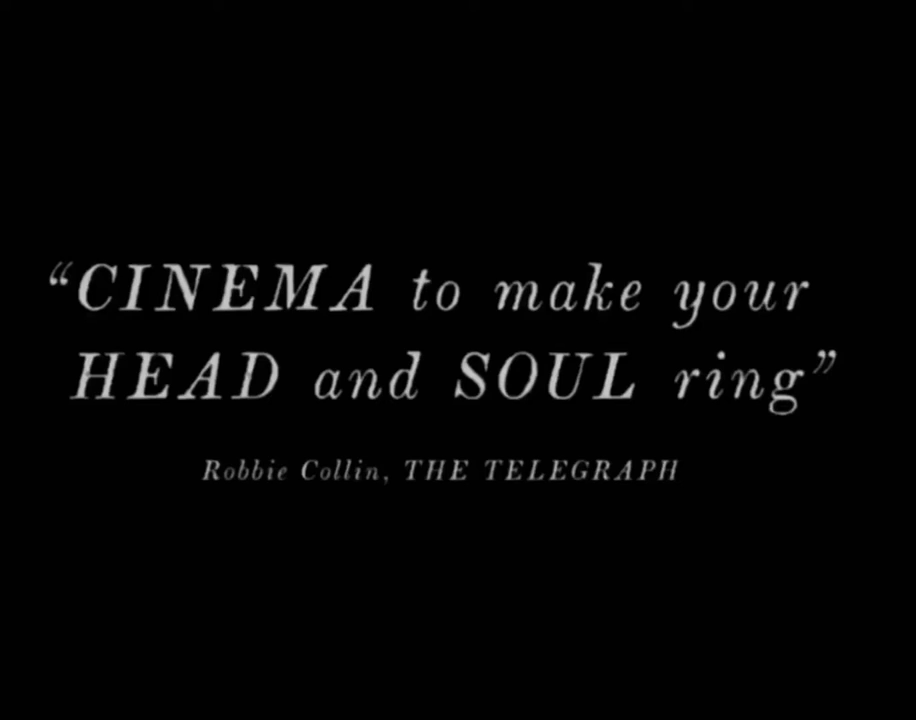 “CINEMA to make your
HEAD and SOUL ring”
Robbie Collin, THE TELEGRAPH